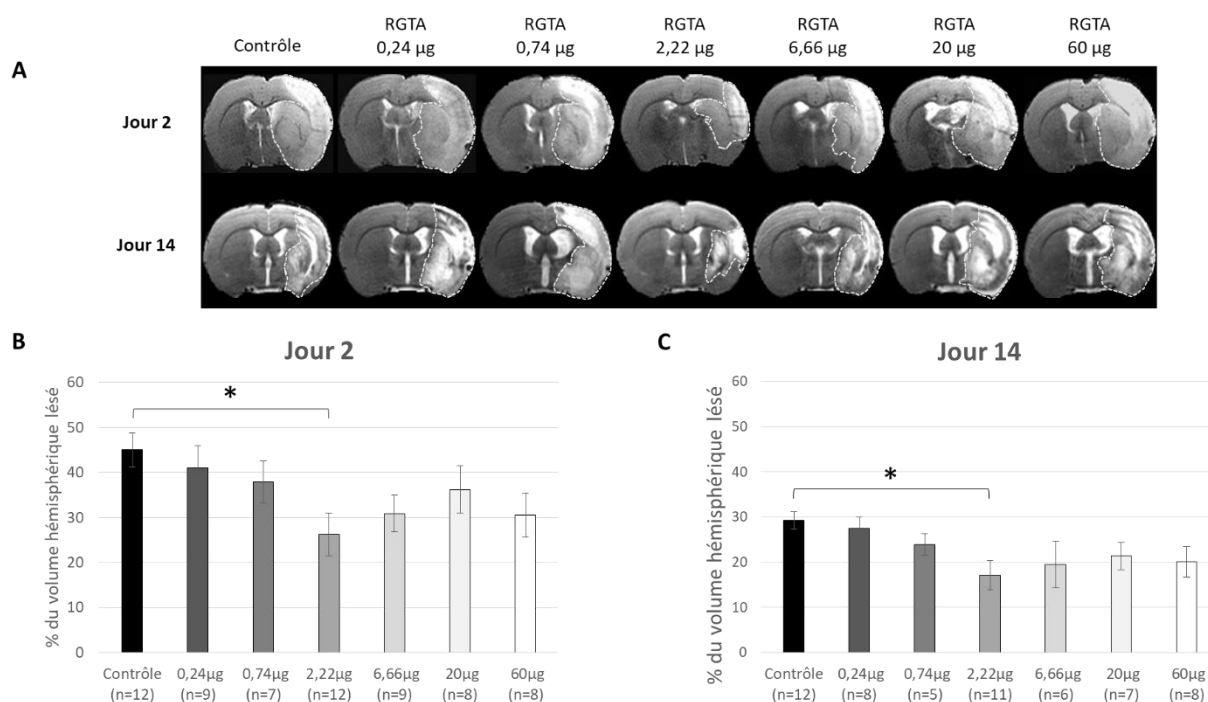 A
Contrôle
RGTA
0,24 µg
RGTA
0,74 µg
RGTA
2,22 µg
RGTA
6,66 µg
RGTA
20 µg
RGTA
60 µg
Jour 2
Jour 14
B
Jour 2
% du volume hémisphérique lésé
60
50
40
30
20
10
0
*
Contrôle
(n=12)
0,24µg
(n=9)
0,74µg
(n=7)
2,22µg
(n=12)
6,66µg
(n=9)
20µg
(n=8)
60µg
(n=8)
C
Jour 14
% du volume hémisphérique lésé
60
50
40
30
20
10
0
*
Contrôle
(n=12)
0,24µg
(n=8)
0,74µg
(n=5)
2,22µg
(n=11)
6,66µg
(n=6)
20µg
(n=7)
60µg
(n=8)